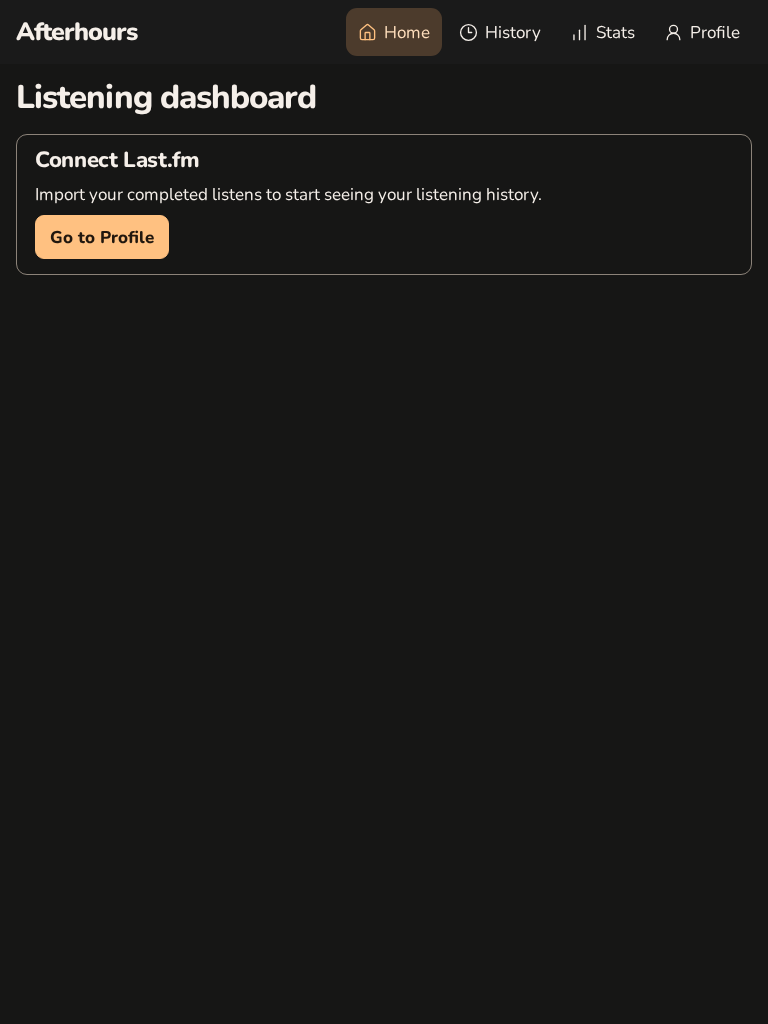 Afterhours
Home
History
Stats
Profile
Listening dashboard
Connect Last.fm
Import your completed listens to start seeing your listening history.
Go to Profile